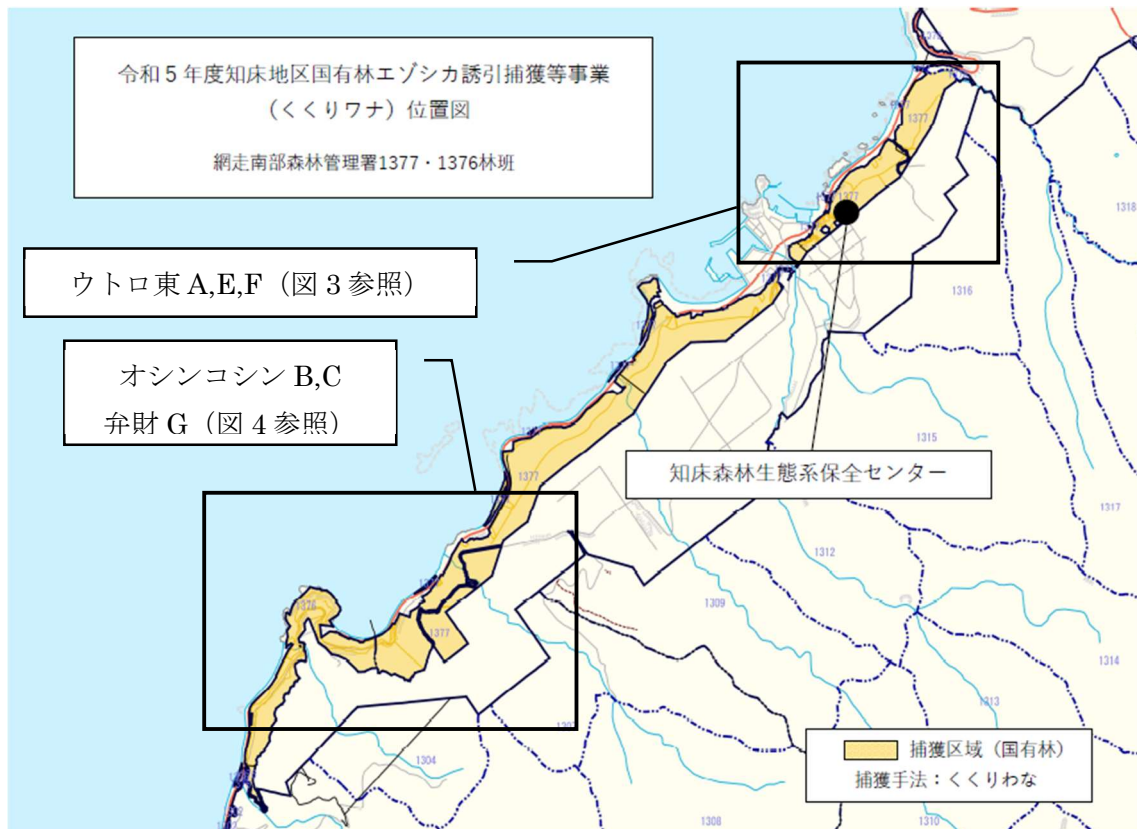 令和5年度知床地区国有林エゾシカ誘引捕獲等事業
（くくりワナ）位置図
網走南部森林管理署1377・1376林班
1377
1377
1318
ウトロ東 A,E,F（図3参照）
1316
オシンコシン B,C
弁財 G（図4参照）
1315
知床森林生態系保全センター
1377
1317
1312
1376
1309
1377
1314
1313
1304
捕獲区域（国有林）
捕獲手法：くくりわな
1308
1310